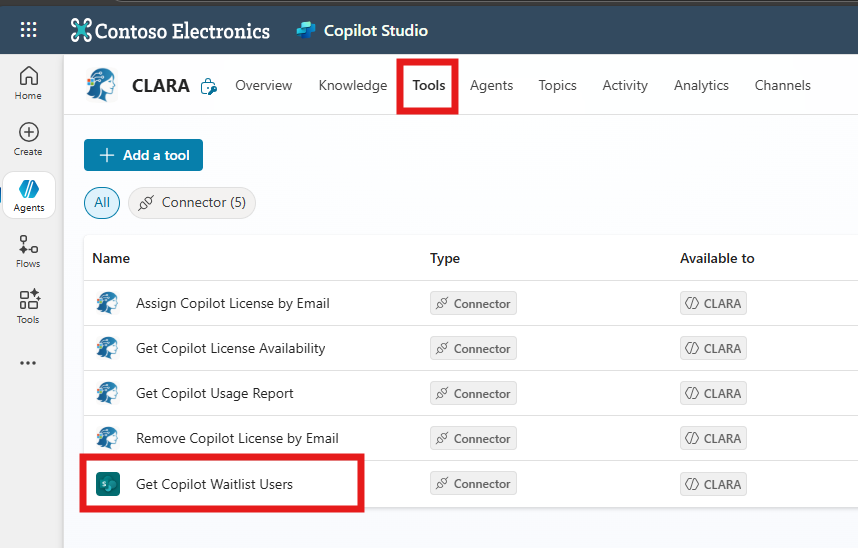 Contoso Electronics Copilot Studio
CLARA Overview Knowledge Tools Agents Topics Activity Analytics Channels
Home
Create
Agents
Flows
Tools
+ Add a tool
All Connector (5)
Name Type Available to
Assign Copilot License by Email Connector CLARA
Get Copilot License Availability Connector CLARA
Get Copilot Usage Report Connector CLARA
Remove Copilot License by Email Connector CLARA
Get Copilot Waitlist Users Connector CLARA